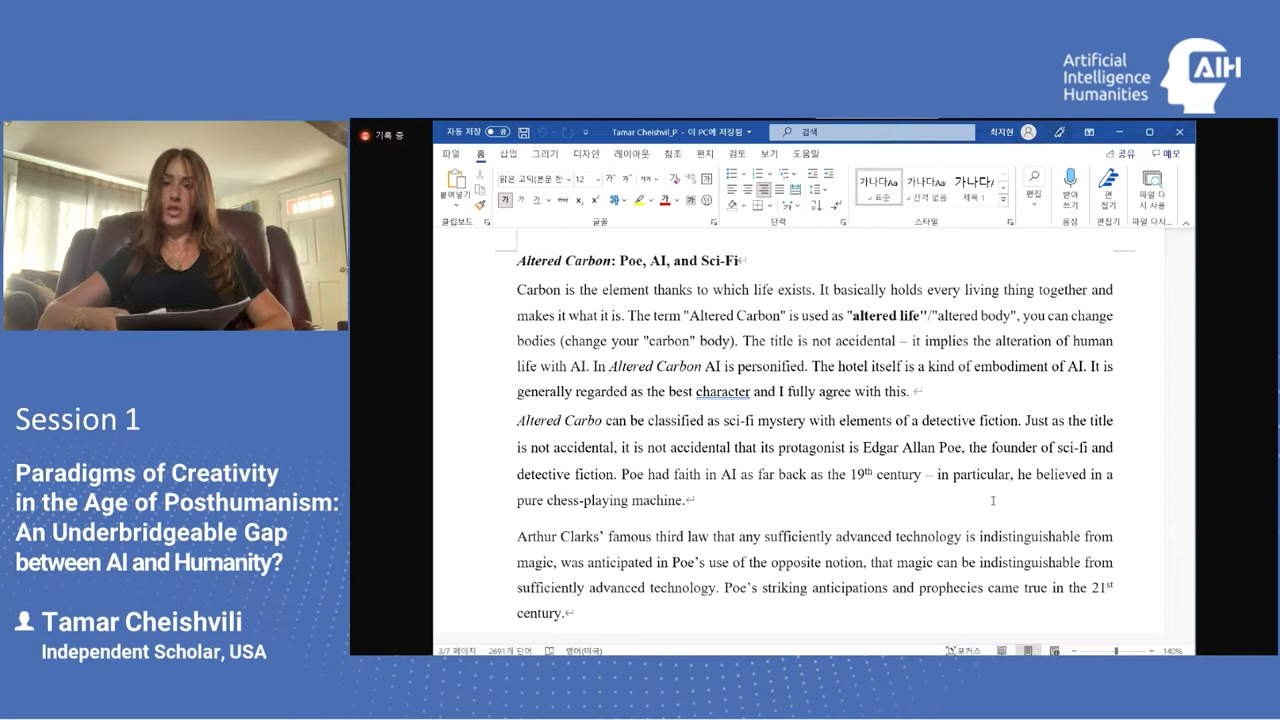 Artificial
Intelligence
Humanities
AIH
기록 중
자동 저장
끔
Tamar Cheishvil_P - 이 PC에 저장됨
검색
최지현
파일 홈 삽입 그리기 디자인 레이아웃 참조 편지 검토 보기 도움말
공유 메모
붙여넣기
클립보드
맑은 고딕(본문 한
12
글꼴
단락
가나다Aa
표준
가나다Aa
간격 없음
가나다
제목 1
스타일
편집
받아
쓰기
음성
편
집기
편집기
파일 다
시 사용
파일 다시...
Altered Carbon: Poe, AI, and Sci-Fi
Carbon is the element thanks to which life exists. It basically holds every living thing together and
makes it what it is. The term "Altered Carbon" is used as "altered life"/"altered body", you can change
bodies (change your "carbon" body). The title is not accidental – it implies the alteration of human
life with AI. In Altered Carbon AI is personified. The hotel itself is a kind of embodiment of AI. It is
generally regarded as the best character and I fully agree with this.
Altered Carbo can be classified as sci-fi mystery with elements of a detective fiction. Just as the title
is not accidental, it is not accidental that its protagonist is Edgar Allan Poe, the founder of sci-fi and
detective fiction. Poe had faith in AI as far back as the 19th century – in particular, he believed in a
pure chess-playing machine.
Arthur Clarks’ famous third law that any sufficiently advanced technology is indistinguishable from
magic, was anticipated in Poe’s use of the opposite notion, that magic can be indistinguishable from
sufficiently advanced technology. Poe’s striking anticipations and prophecies came true in the 21st
century.
3/7 페이지 2691개 단어 영어(미국)
포커스
140%
Session 1
Paradigms of Creativity
in the Age of Posthumanism:
An Underbridgeable Gap
between AI and Humanity?
Tamar Cheishvili
Independent Scholar, USA